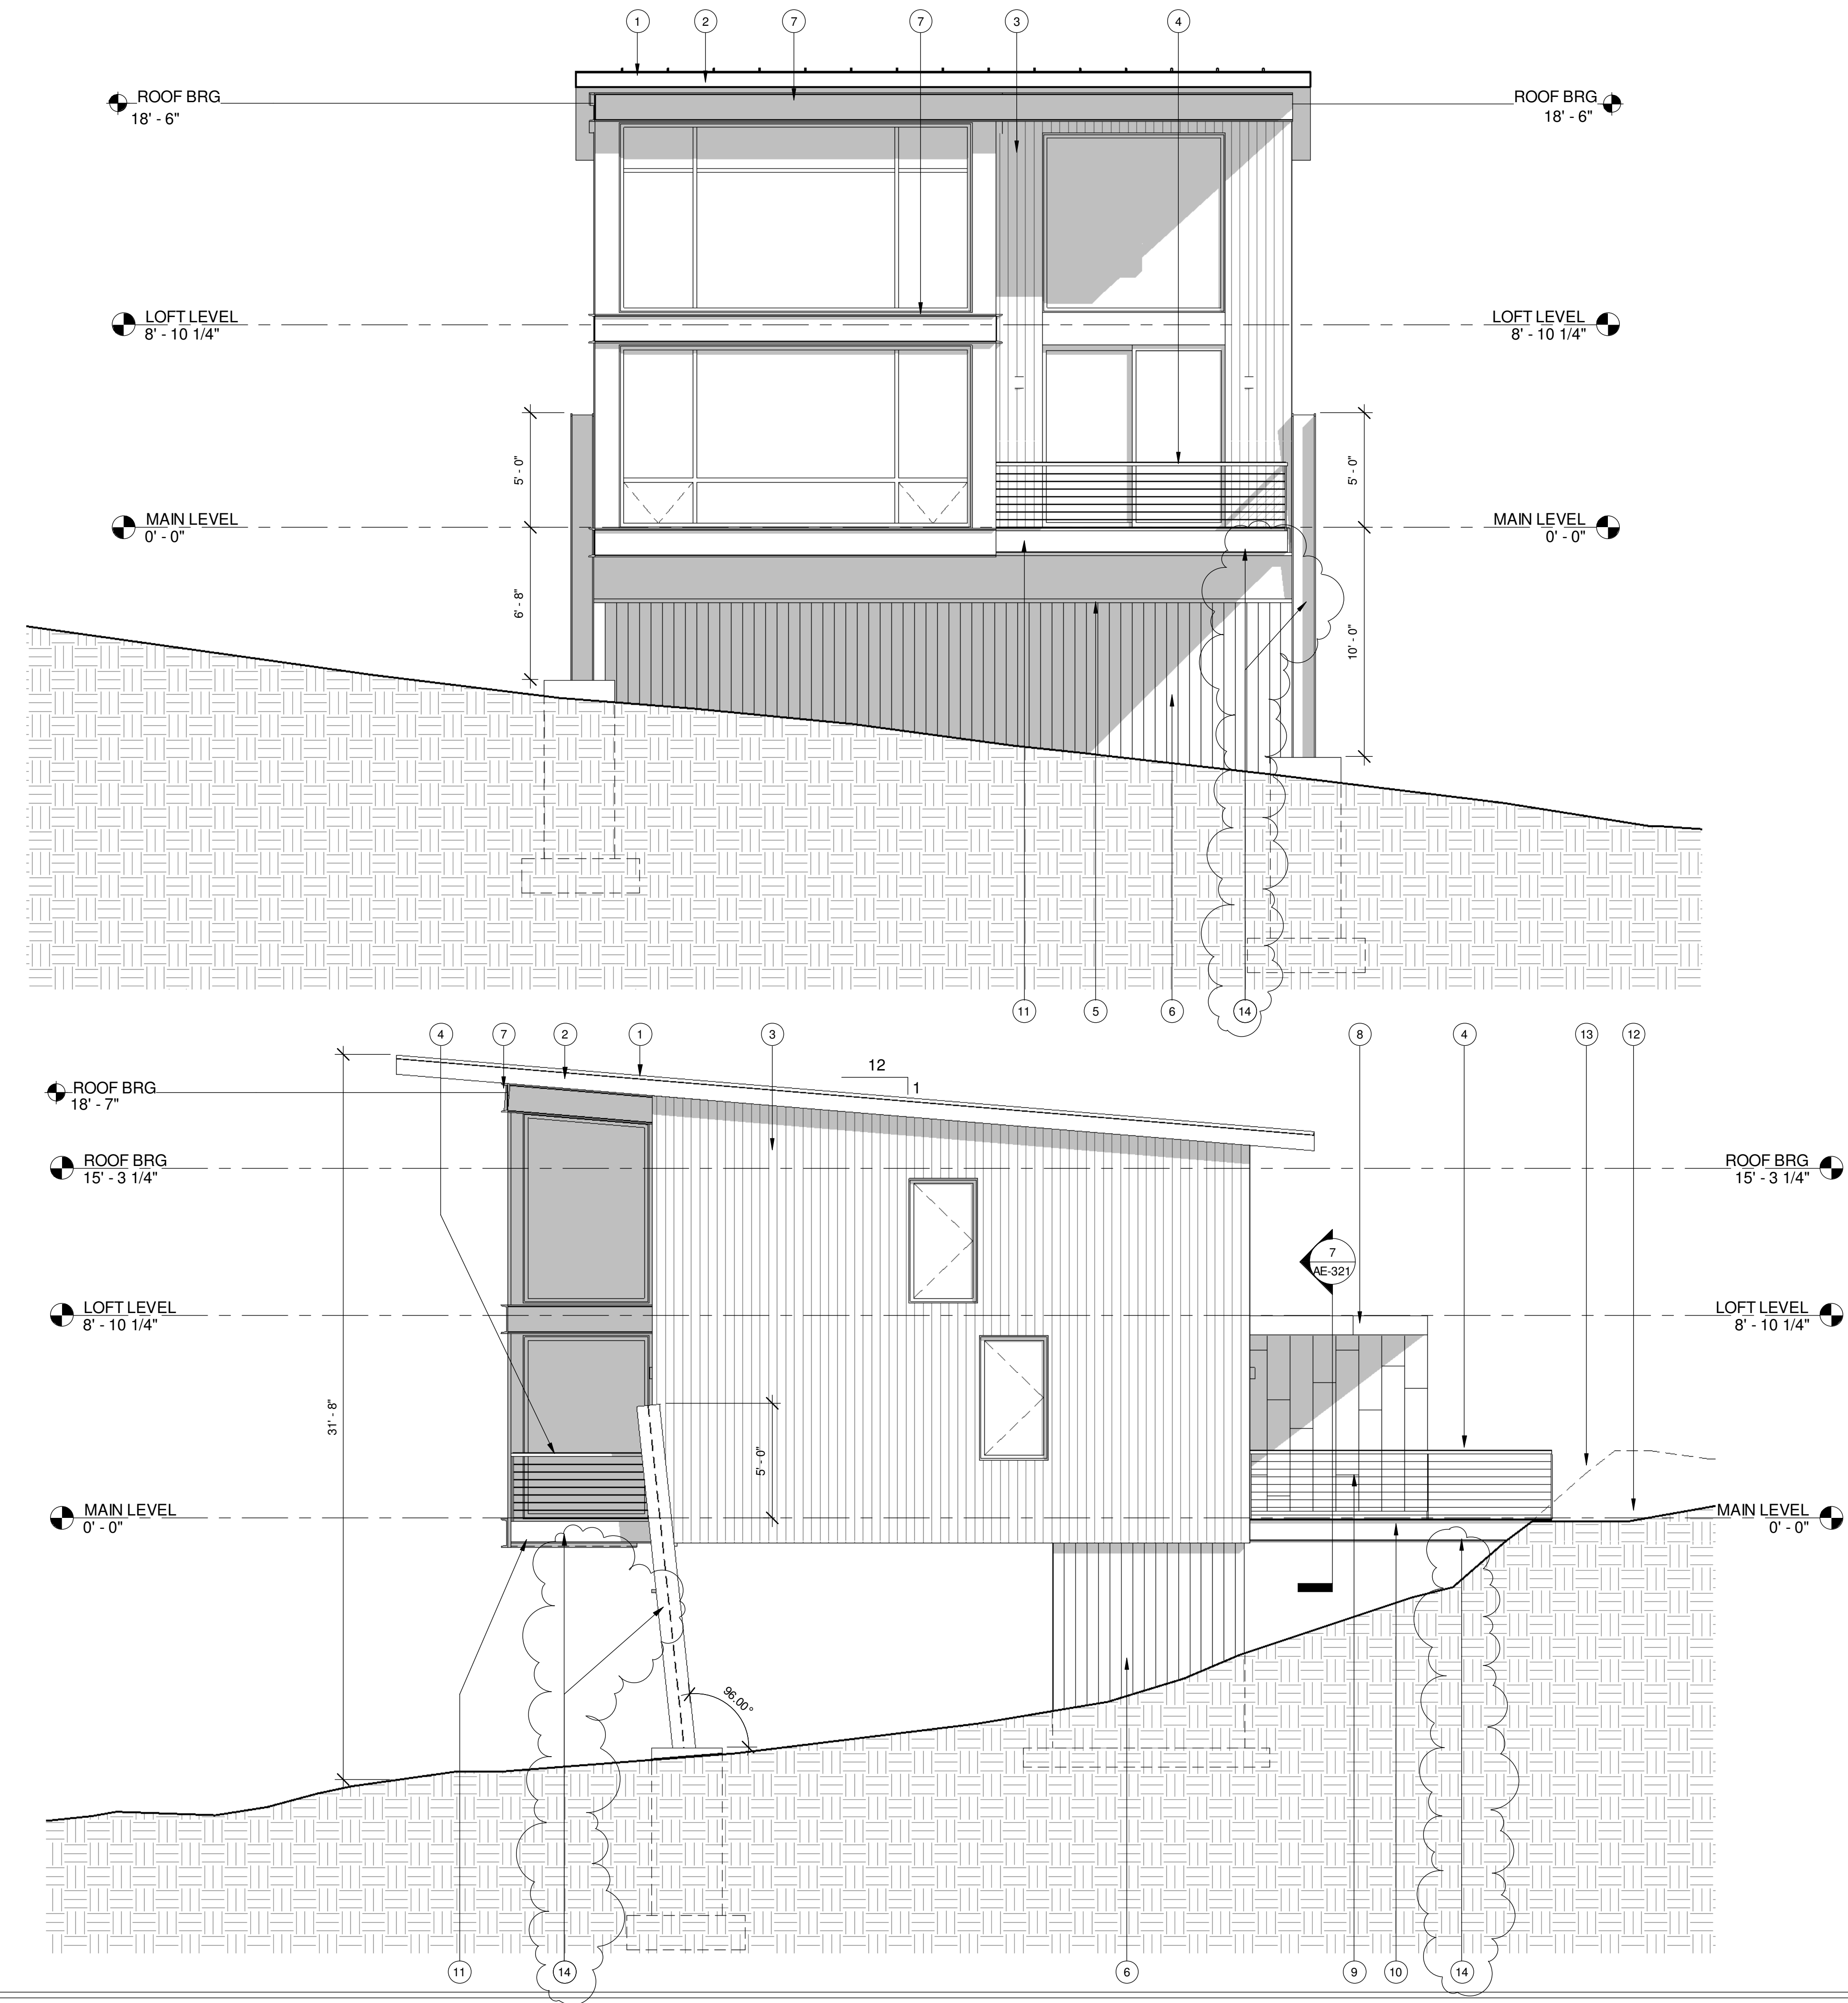 1 2 7 7 3 4
ROOF BRG
18' - 6"
ROOF BRG
18' - 6"
LOFT LEVEL
8' - 10 1/4"
LOFT LEVEL
8' - 10 1/4"
5' - 0"
5' - 0"
MAIN LEVEL
0' - 0"
MAIN LEVEL
0' - 0"
6' - 8"
10' - 0"
11 5 6 14
4 7 2 1 3 8 4 13 12
12
1
ROOF BRG
18' - 7"
ROOF BRG
15' - 3 1/4"
ROOF BRG
15' - 3 1/4"
7
AE-321
LOFT LEVEL
8' - 10 1/4"
LOFT LEVEL
8' - 10 1/4"
31' - 8"
5' - 0"
MAIN LEVEL
0' - 0"
MAIN LEVEL
0' - 0"
96.00°
11 14 6 9 10 14